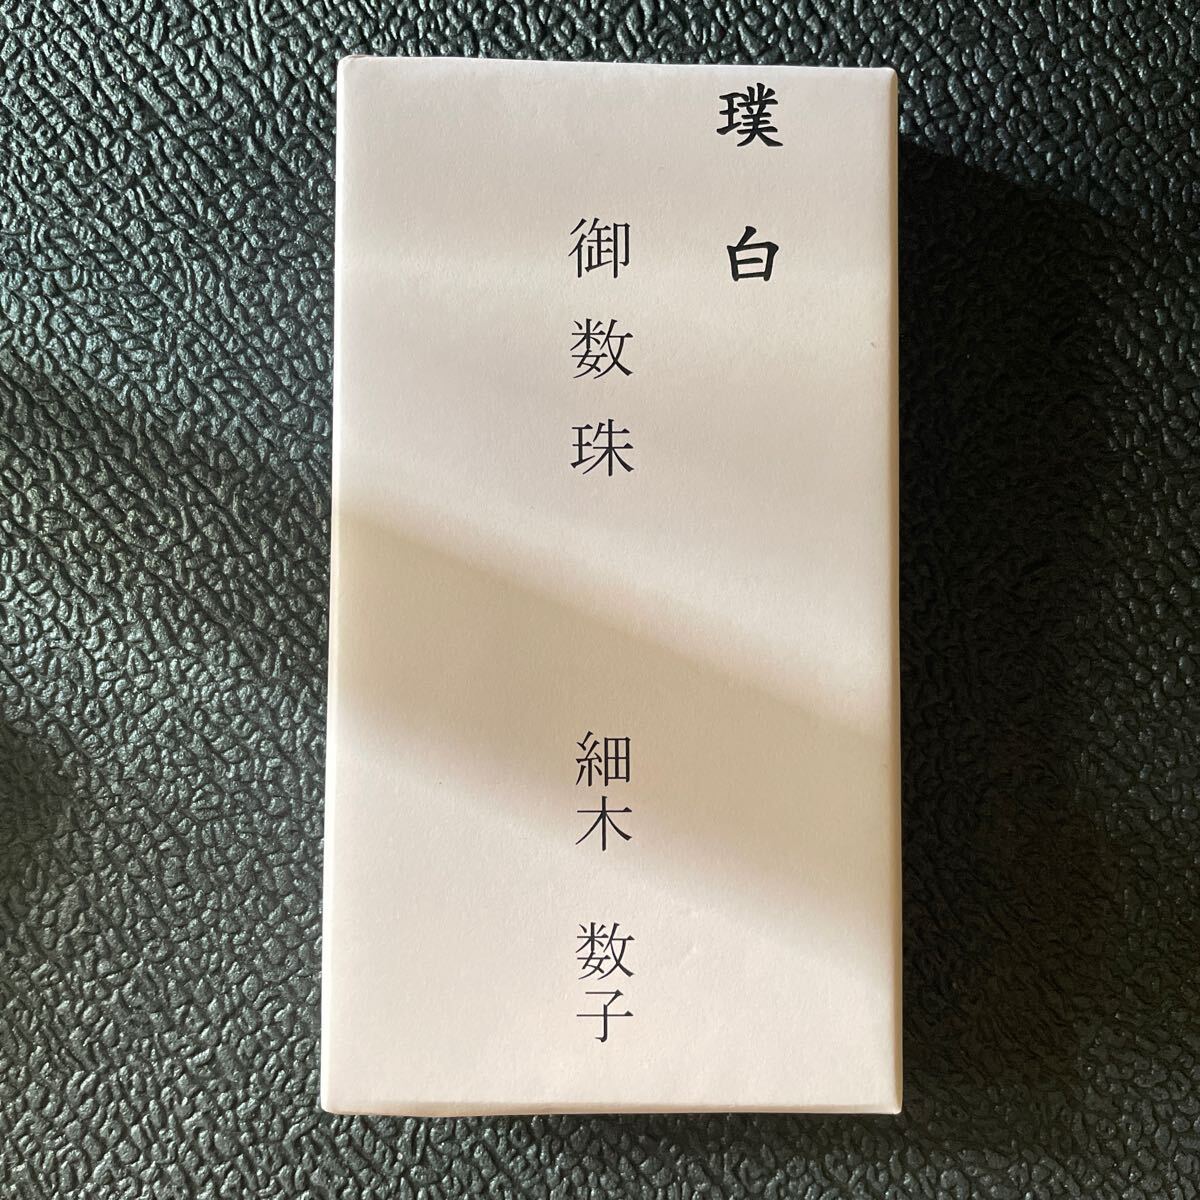 璞白
御数珠
細木 数子